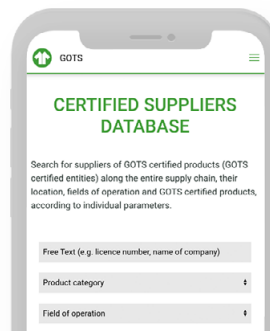 GOTS
CERTIFIED SUPPLIERS
DATABASE
Search for suppliers of GOTS certified products (GOTS
certified entities) along the entire supply chain, their
location, fields of operation and GOTS certified products,
according to individual parameters.
Free Text (e.g. licence number, name of company)
Product category
Field of operation